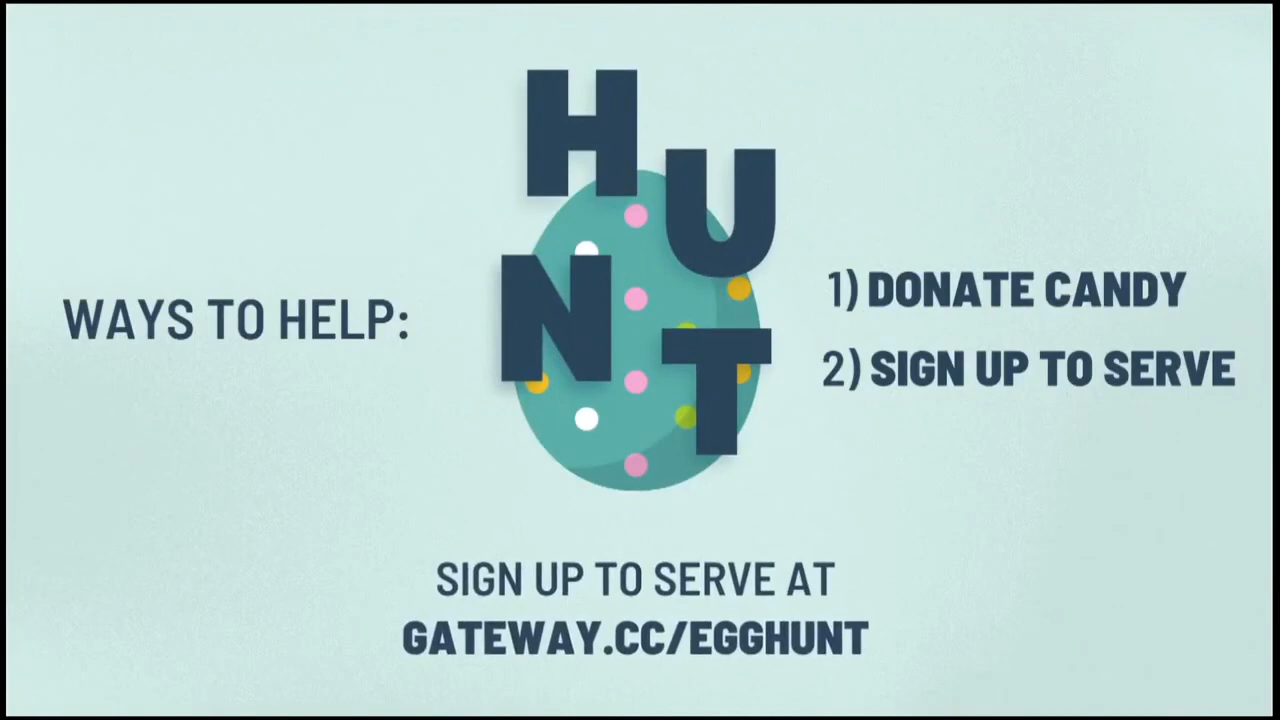 WAYS TO HELP:
HUNT
1) DONATE CANDY
2) SIGN UP TO SERVE
SIGN UP TO SERVE AT
GATEWAY.CC/EGGHUNT